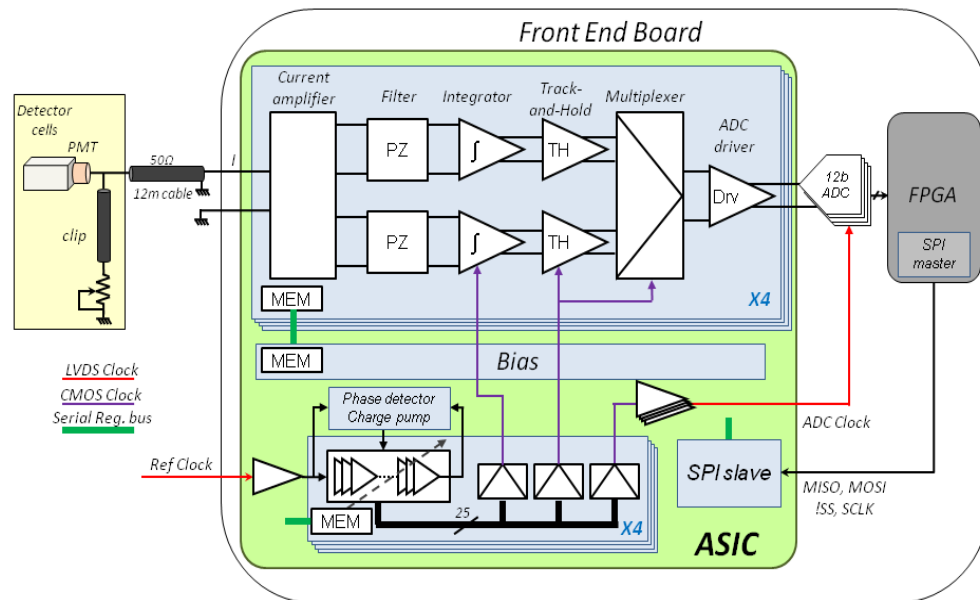 Front End Board
Current
amplifier
Filter
Integrator
Track-
and-Hold
Multiplexer
ADC
driver
Detector
cells
PMT
50Ω
12m cable
I
clip
PZ
∫
TH
PZ
∫
TH
Drv
12b
ADC
FPGA
SPI
master
MEM
X4
MEM
Bias
LVDS Clock
CMOS Clock
Serial Reg. bus
Phase detector
Charge pump
ADC Clock
Ref Clock
MEM
25
X4
SPI slave
MISO, MOSI
!SS, SCLK
ASIC